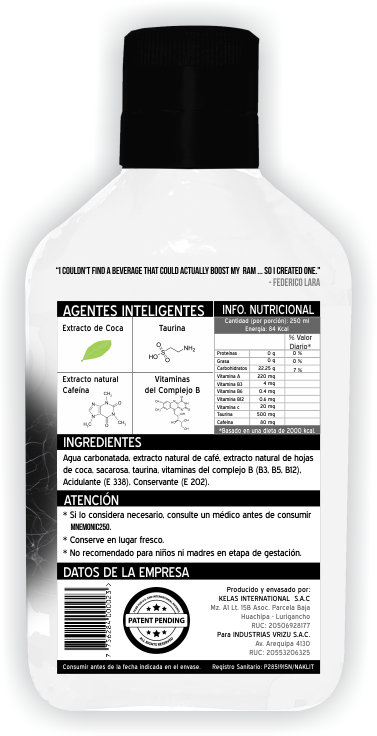 "I COULDN'T FIND A BEVERAGE THAT COULD ACTUALLY BOOST MY RAM ... SO I CREATED ONE."
- FEDERICO LARA
AGENTES INTELIGENTES
Extracto de Coca
Taurina
HO
NH₂
Extracto natural
Cafeína
Vitaminas
del Complejo B
INFO. NUTRICIONAL
Cantidad (por porción): 250 ml
Energía: 84 Kcal
% Valor
Diario*
Proteínas 0 g 0 %
Grasa 0 g 0 %
Carbohidratos 22.25 g 7 %
Vitamina A 220 mg
Vitamina B3 4 mg
Vitamina B6 0.4 mg
Vitamina B12 0.6 mg
Vitamina c 20 mg
Taurina 500 mg
Cafeína 80 mg
*Basado en una dieta de 2000 kcal.
INGREDIENTES
Aqua carbonatada, extracto natural de café, extracto natural de hojas
de coca, sacarosa, taurina, vitaminas del complejo B (B3, B5, B12).
Acidulante (E 338). Conservante (E 202).
ATENCIÓN
* Si lo considera necesario, consulte un médico antes de consumir
MNEMONIC250.
* Conserve en lugar fresco.
* No recomendado para niños ni madres en etapa de gestación.
DATOS DE LA EMPRESA
PATENT PENDING
ALL RIGHTS RESERVED
Producido y envasado por:
KELAS INTERNATIONAL S.A.C
Mz. A1 Lt. 15B Asoc. Parcela Baja
Huachipa - Lurigancho
RUC: 20506928177
Para INDUSTRIAS VRIZU S.A.C.
Av. Arequipa 4130
RUC: 20553206325
Consumir antes de la fecha indicada en el envase.
Registro Sanitario: P2851915N/NAKLIT